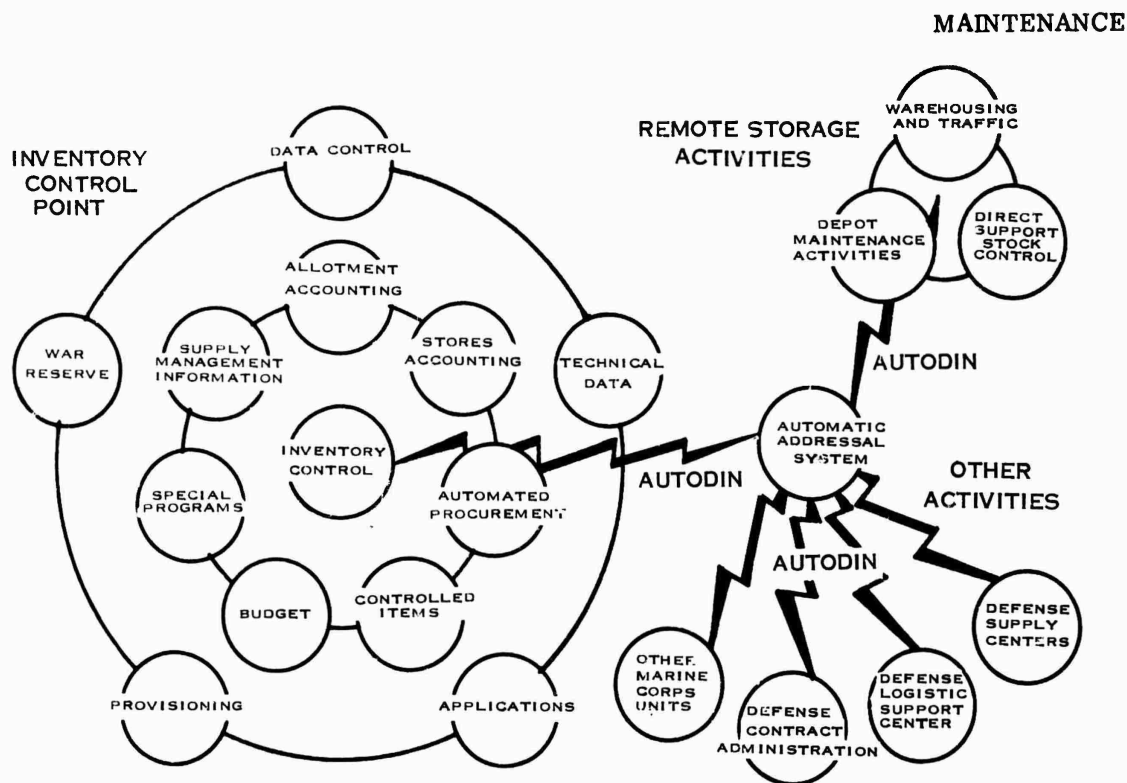 MAINTENANCE
INVENTORY
CONTROL
POINT
DATA CONTROL
ALLOTMENT
ACCOUNTING
WAR
RESERVE
SUPPLY
MANAGEMENT
INFORMATION
STORES
ACCOUNTING
TECHNICAL
DATA
INVENTORY
CONTROL
SPECIAL
PROGRAMS
AUTOMATED
PROCUREMENT
BUDGET
CONTROLLED
ITEMS
PROVISIONING
APPLICATIONS
REMOTE STORAGE
ACTIVITIES
WAREHOUSING
AND TRAFFIC
DEPOT
MAINTENANCE
ACTIVITIES
DIRECT
SUPPORT
STOCK
CONTROL
AUTODIN
AUTOMATIC
ADDRESSAL
SYSTEM
AUTODIN
OTHER
ACTIVITIES
AUTODIN
OTHER
MARINE
CORPS
UNITS
DEFENSE
CONTRACT
ADMINISTRATION
DEFENSE
LOGISTIC
SUPPORT
CENTER
DEFENSE
SUPPLY
CENTERS